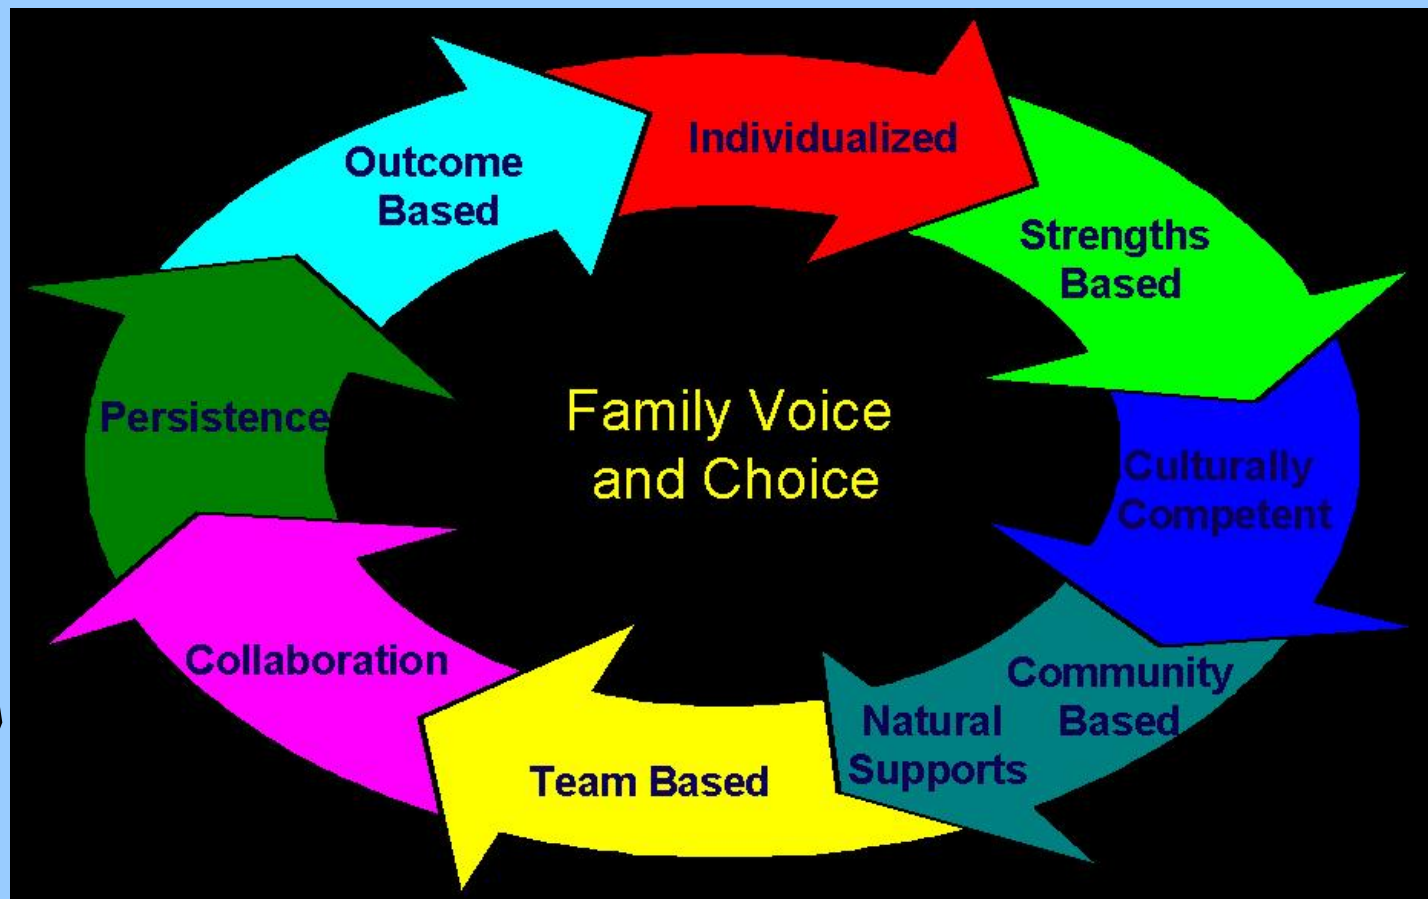 Individualized
Outcome
Based
Strengths
Based
Family Voice
and Choice
Persistence
Culturally
Competent
Collaboration
Community
Based
Natural
Supports
Team Based